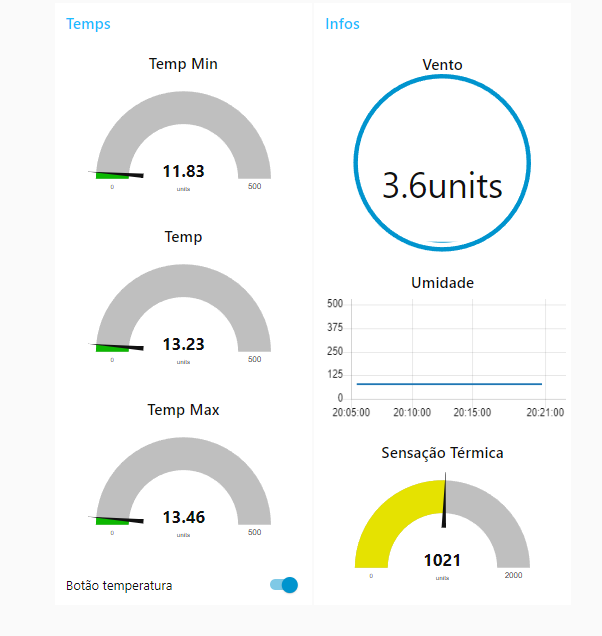 Temps
Temp Min
11.83
0
units
500
Temp
13.23
0
units
500
Temp Max
13.46
0
units
500
Botão temperatura
Infos
Vento
3.6units
Umidade
500
375
250
125
0
20:05:00 20:10:00 20:15:00 20:21:00
Sensação Térmica
1021
0
units
2000